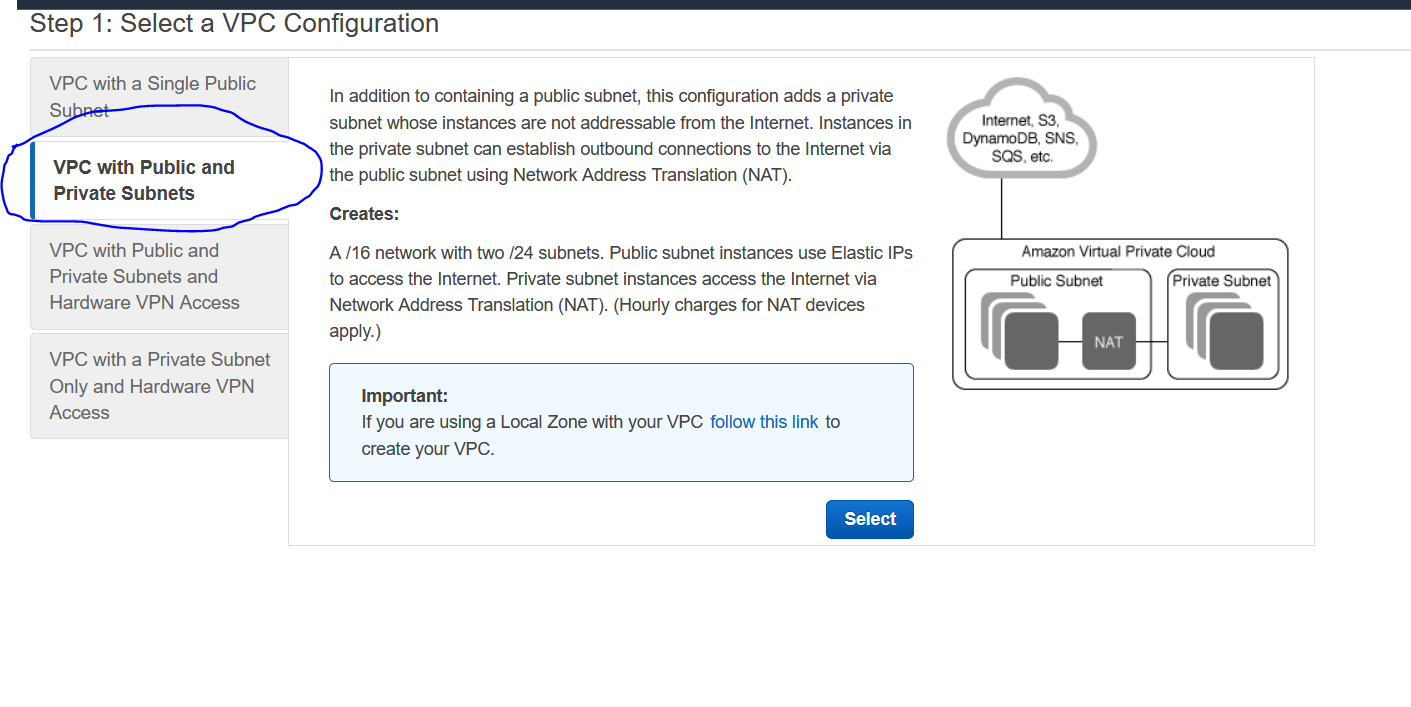 Step 1: Select a VPC Configuration
VPC with a Single Public
Subnet
VPC with Public and
Private Subnets
VPC with Public and
Private Subnets and
Hardware VPN Access
VPC with a Private Subnet
Only and Hardware VPN
Access
In addition to containing a public subnet, this configuration adds a private
subnet whose instances are not addressable from the Internet. Instances in
the private subnet can establish outbound connections to the Internet via
the public subnet using Network Address Translation (NAT).
Creates:
A /16 network with two /24 subnets. Public subnet instances use Elastic IPs
to access the Internet. Private subnet instances access the Internet via
Network Address Translation (NAT). (Hourly charges for NAT devices
apply.)
Important:
If you are using a Local Zone with your VPC follow this link to
create your VPC.
Select
Internet, S3,
DynamoDB, SNS,
SQS, etc.
Amazon Virtual Private Cloud
Public Subnet
Private Subnet
NAT